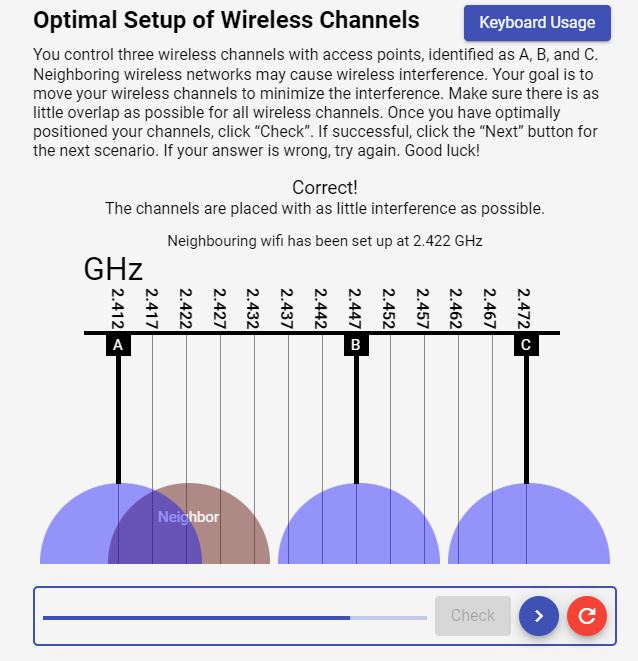 Optimal Setup of Wireless Channels
Keyboard Usage
You control three wireless channels with access points, identified as A, B, and C.
Neighboring wireless networks may cause wireless interference. Your goal is to
move your wireless channels to minimize the interference. Make sure there is as
little overlap as possible for all wireless channels. Once you have optimally
positioned your channels, click “Check”. If successful, click the “Next” button for
the next scenario. If your answer is wrong, try again. Good luck!
Correct!
The channels are placed with as little interference as possible.
Neighbouring wifi has been set up at 2.422 GHz
GHz
2.412 2.417 2.422 2.427 2.432 2.437 2.442 2.447 2.452 2.457 2.462 2.467 2.472
A B C
Neighbor
Check